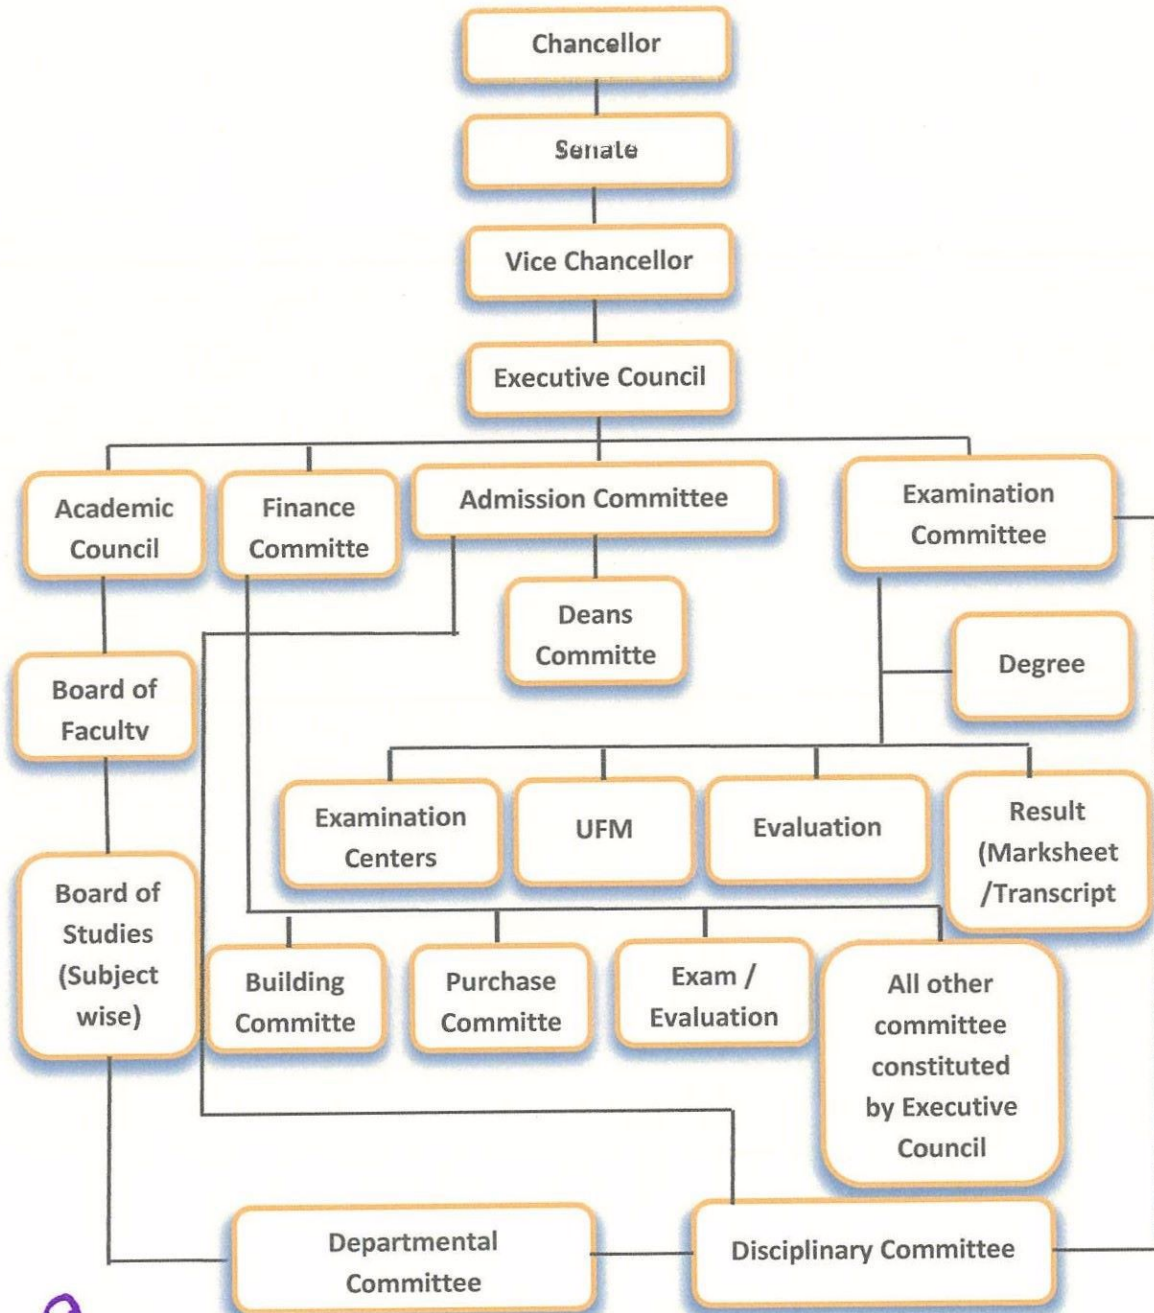 Chancellor
Senate
Vice Chancellor
Executive Council
Academic
Council
Finance
Committe
Admission Committee
Examination
Committee
Deans
Committe
Degree
Board of
Faculty
Examination
Centers
UFM
Evaluation
Result
(Marksheet
/Transcript
Board of
Studies
(Subject
wise)
Building
Committe
Purchase
Committe
Exam /
Evaluation
All other
committee
constituted
by Executive
Council
Departmental
Committee
Disciplinary Committee